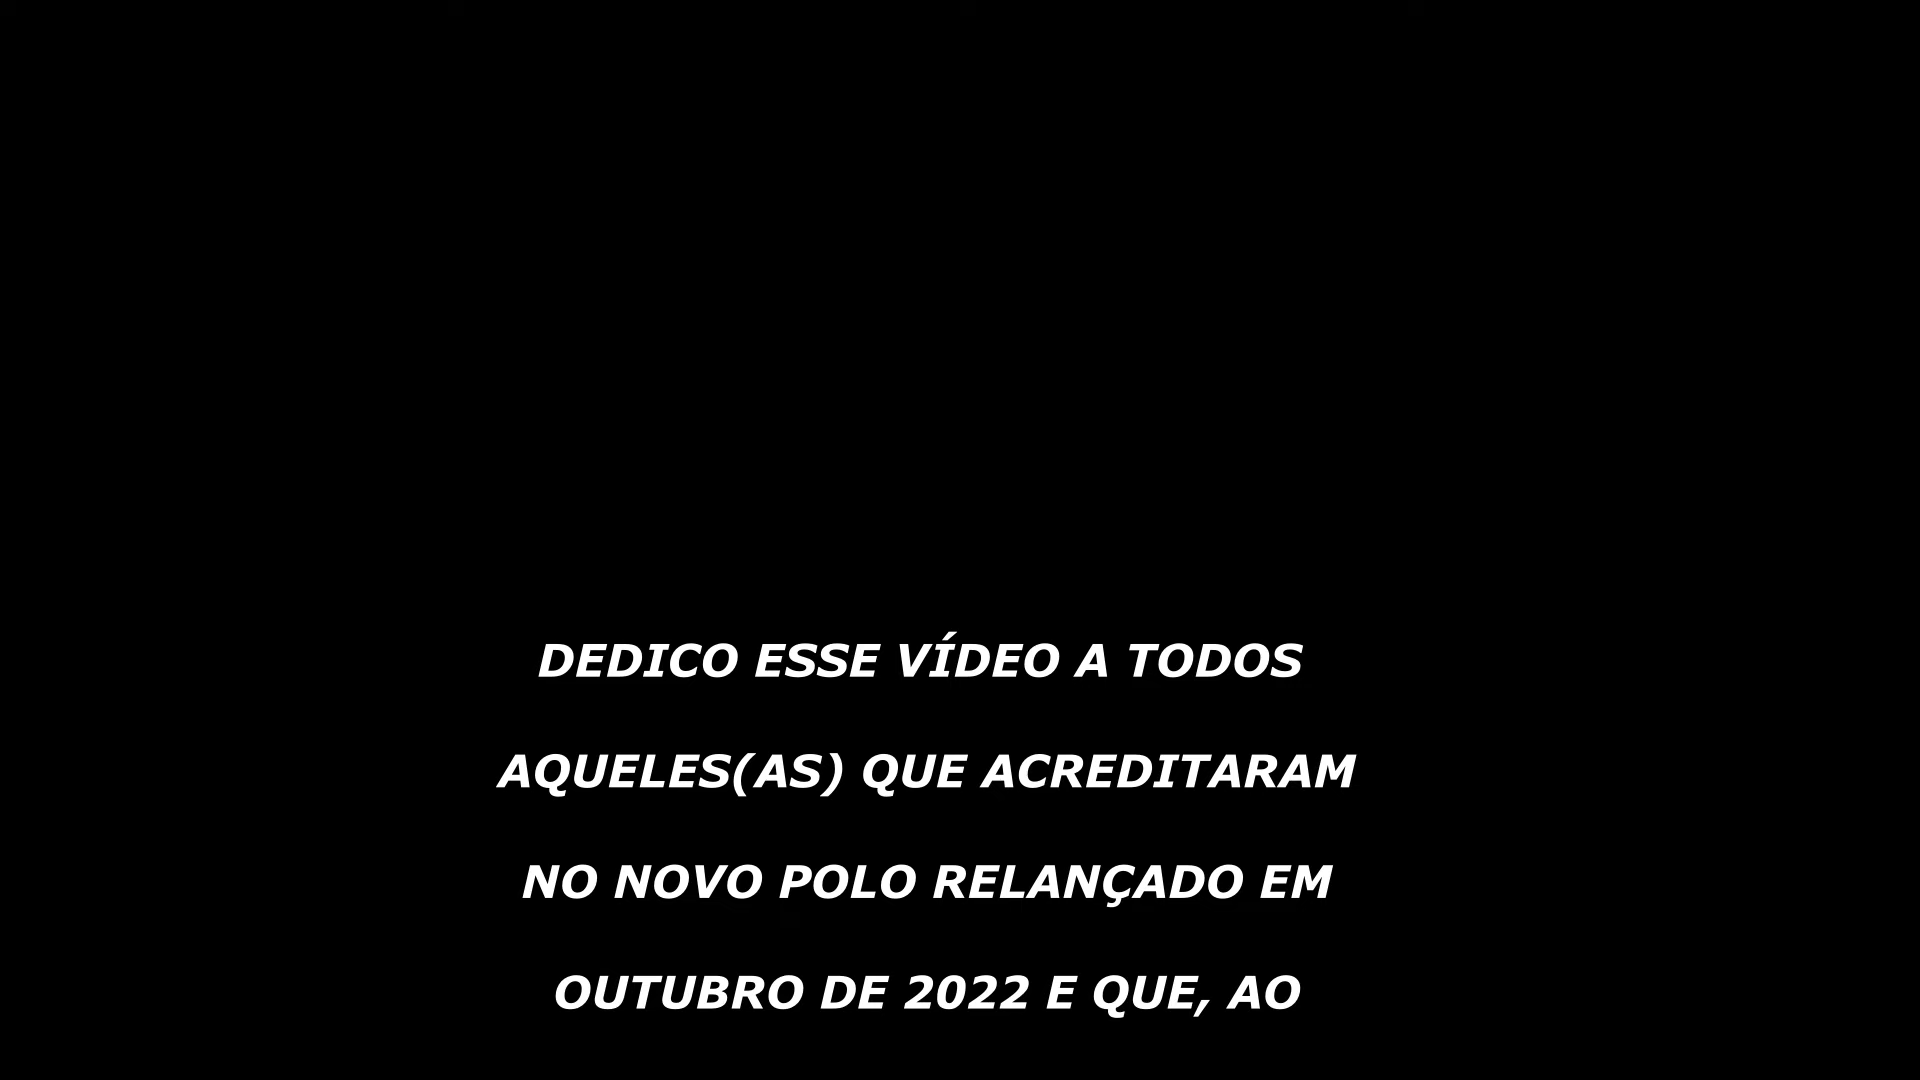 DEDICO ESSE VÍDEO A TODOS
AQUELES(AS) QUE ACREDITARAM
NO NOVO POLO RELANÇADO EM
OUTUBRO DE 2022 E QUE, AO